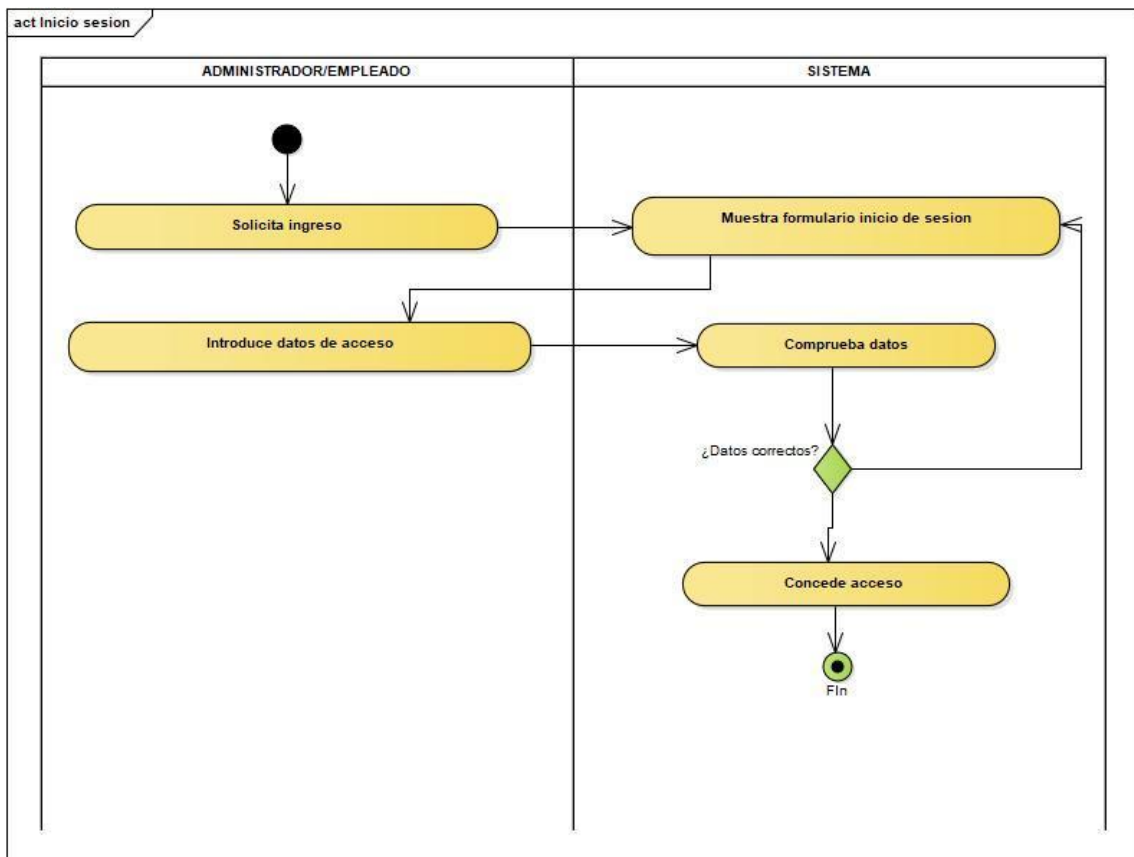 act Inicio sesion
ADMINISTRADOR/EMPLEADO
SISTEMA
Solicita ingreso
Muestra formulario inicio de sesion
Introduce datos de acceso
Comprueba datos
¿Datos correctos?
Concede acceso
FIn